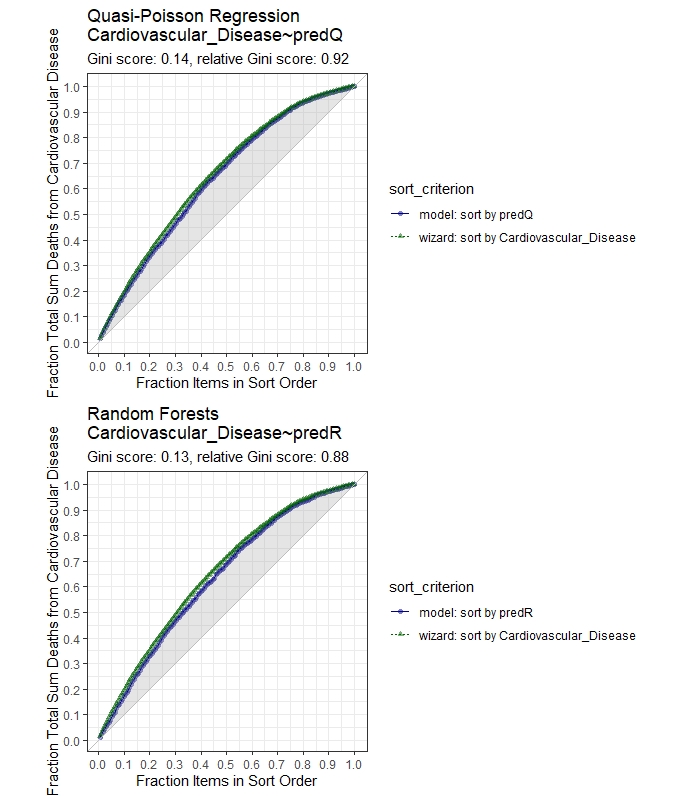 Quasi-Poisson Regression
Cardiovascular_Disease~predQ
Gini score: 0.14, relative Gini score: 0.92
Fraction Total Sum Deaths from Cardiovascular Disease
1.0
0.9
0.8
0.7
0.6
0.5
0.4
0.3
0.2
0.1
0.0
0.0 0.1 0.2 0.3 0.4 0.5 0.6 0.7 0.8 0.9 1.0
Fraction Items in Sort Order
sort_criterion
model: sort by predQ
wizard: sort by Cardiovascular_Disease
Random Forests
Cardiovascular_Disease~predR
Gini score: 0.13, relative Gini score: 0.88
Fraction Total Sum Deaths from Cardiovascular Disease
1.0
0.9
0.8
0.7
0.6
0.5
0.4
0.3
0.2
0.1
0.0
0.0 0.1 0.2 0.3 0.4 0.5 0.6 0.7 0.8 0.9 1.0
Fraction Items in Sort Order
sort_criterion
model: sort by predR
wizard: sort by Cardiovascular_Disease